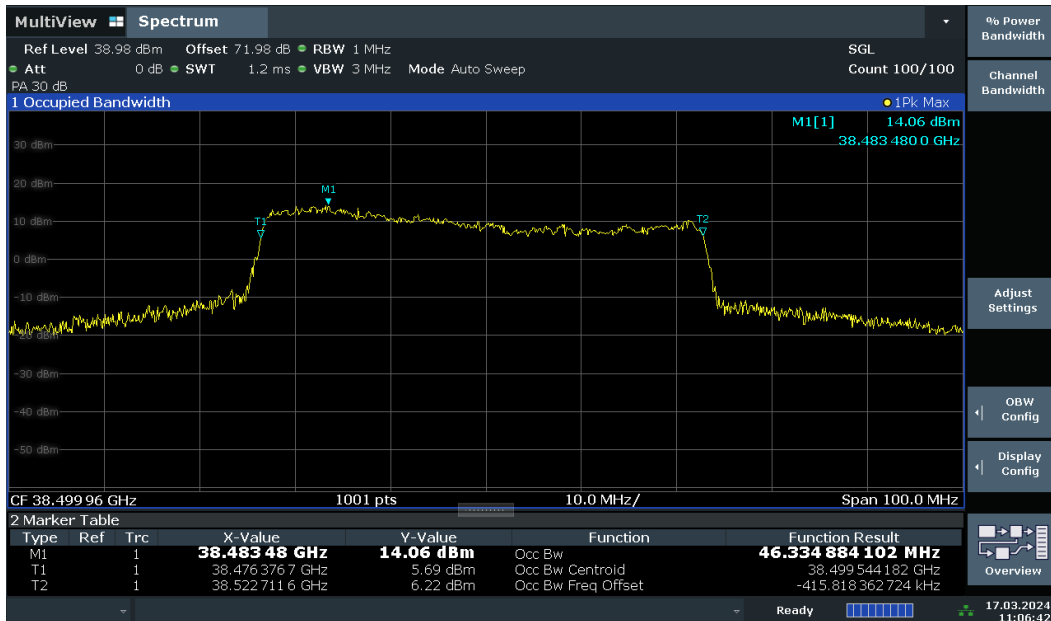 MultiView Spectrum
Ref Level 38.98 dBm Offset 71.98 dB RBW 1 MHz SGL
Att 0 dB SWT 1.2 ms VBW 3 MHz Mode Auto Sweep Count 100/100
PA 30 dB
1 Occupied Bandwidth 1Pk Max
M1[1] 14.06 dBm
38.483 480 0 GHz
30 dBm
20 dBm
M1
10 dBm
T1
T2
0 dBm
-10 dBm
-20 dBm
-30 dBm
-40 dBm
-50 dBm
CF 38.499 96 GHz 1001 pts 10.0 MHz/ Span 100.0 MHz
2 Marker Table
Type Ref Trc X-Value Y-Value Function Function Result
M1 1 38.483 48 GHz 14.06 dBm Occ Bw 46.334 884 102 MHz
T1 1 38.476 376 7 GHz 5.69 dBm Occ Bw Centroid 38.499 544 182 GHz
T2 1 38.522 711 6 GHz 6.22 dBm Occ Bw Freq Offset -415.818 362 724 kHz
Ready
17.03.2024
11:06:42
% Power
Bandwidth
Channel
Bandwidth
Adjust
Settings
OBW
Config
Display
Config
Overview